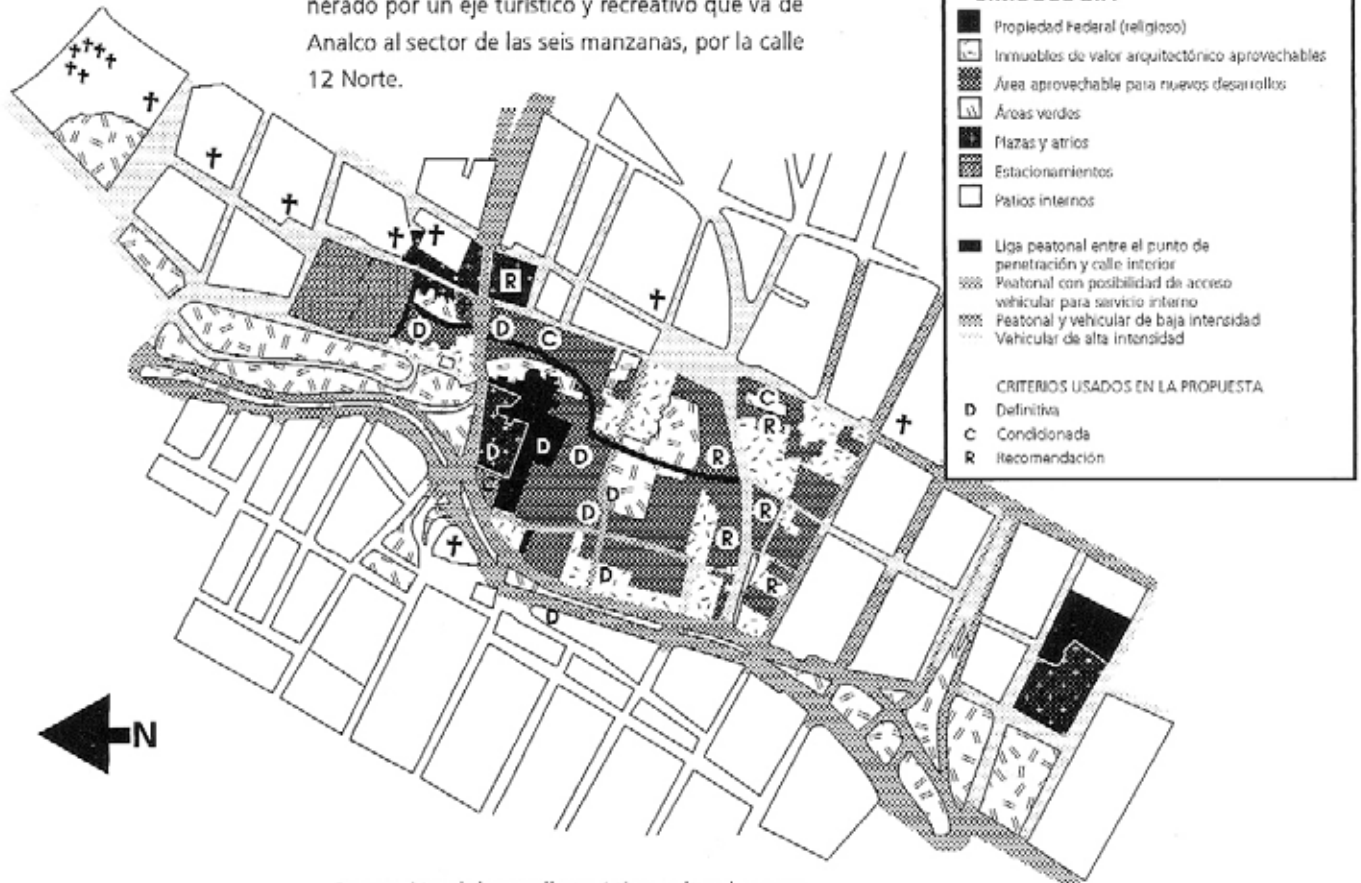 nerado por un eje turístico y recreativo que va de
Analco al sector de las seis manzanas, por la calle
12 Norte.
Propiedad Federal (religioso)
Inmuebles de valor arquitectónico aprovechables
Área aprovechable para nuevos desarrollos
Áreas verdes
Plazas y atrios
Estacionamientos
Patios internos
Liga peatonal entre el punto de
penetración y calle interior
Peatonal con posibilidad de acceso
vehicular para servicio interno
Peatonal y vehicular de baja intensidad
Vehicular de alta intensidad
CRITERIOS USADOS EN LA PROPUESTA
D Definitiva
C Condicionada
R Recomendación
R
D
D
C
C
R
D
D
D
R
D
D
R
R
D
R
D
N